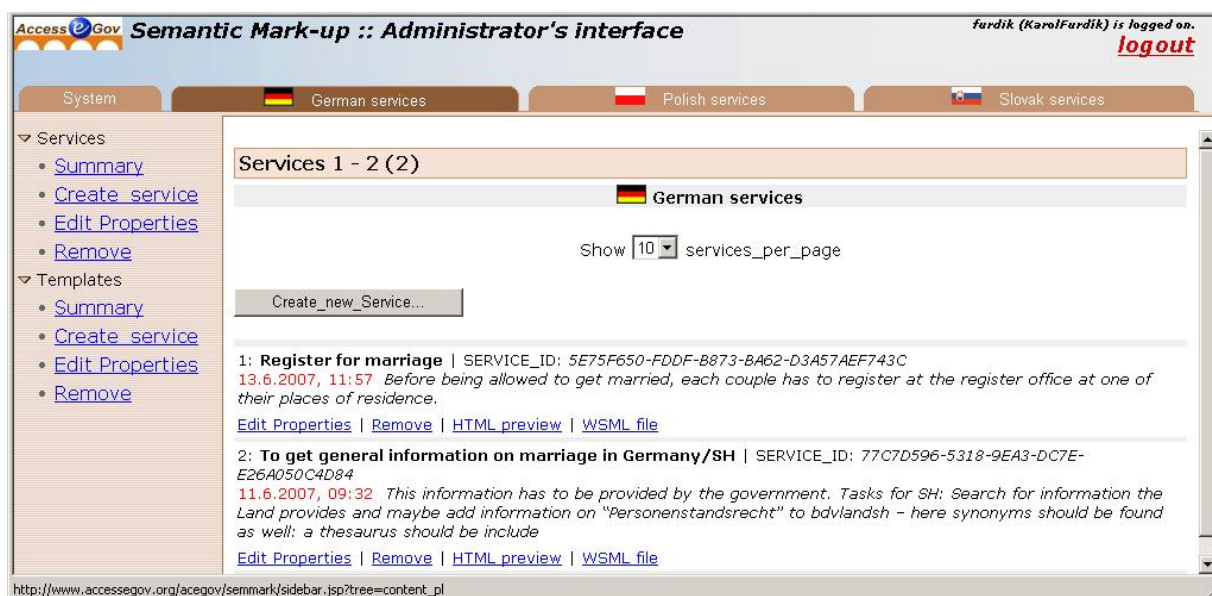 Access e Gov
Semantic Mark-up :: Administrator's interface
furdik (KarolFurdík) is logged on.
logout
System
German services
Polish services
Slovak services
Services
Summary
Create_service
Edit Properties
Remove
Templates
Summary
Create_service
Edit Properties
Remove
Services 1 - 2 (2)
German services
Show 10 services_per_page
Create_new_Service...
1: Register for marriage | SERVICE_ID: 5E75F650-FDDF-B873-BA62-D3A57AEF743C
13.6.2007, 11:57 Before being allowed to get married, each couple has to register at the register office at one of
their places of residence.
Edit Properties | Remove | HTML preview | WSML file
2: To get general information on marriage in Germany/SH | SERVICE_ID: 77C7D596-5318-9EA3-DC7E-
E26A050C4D84
11.6.2007, 09:32 This information has to be provided by the government. Tasks for SH: Search for information the
Land provides and maybe add information on "Personenstandsrecht" to bdvlandsh – here synonyms should be found
as well: a thesaurus should be include
Edit Properties | Remove | HTML preview | WSML file
http://www.accessegov.org/acegov/semmark/sidebar.jsp?tree=content_pl